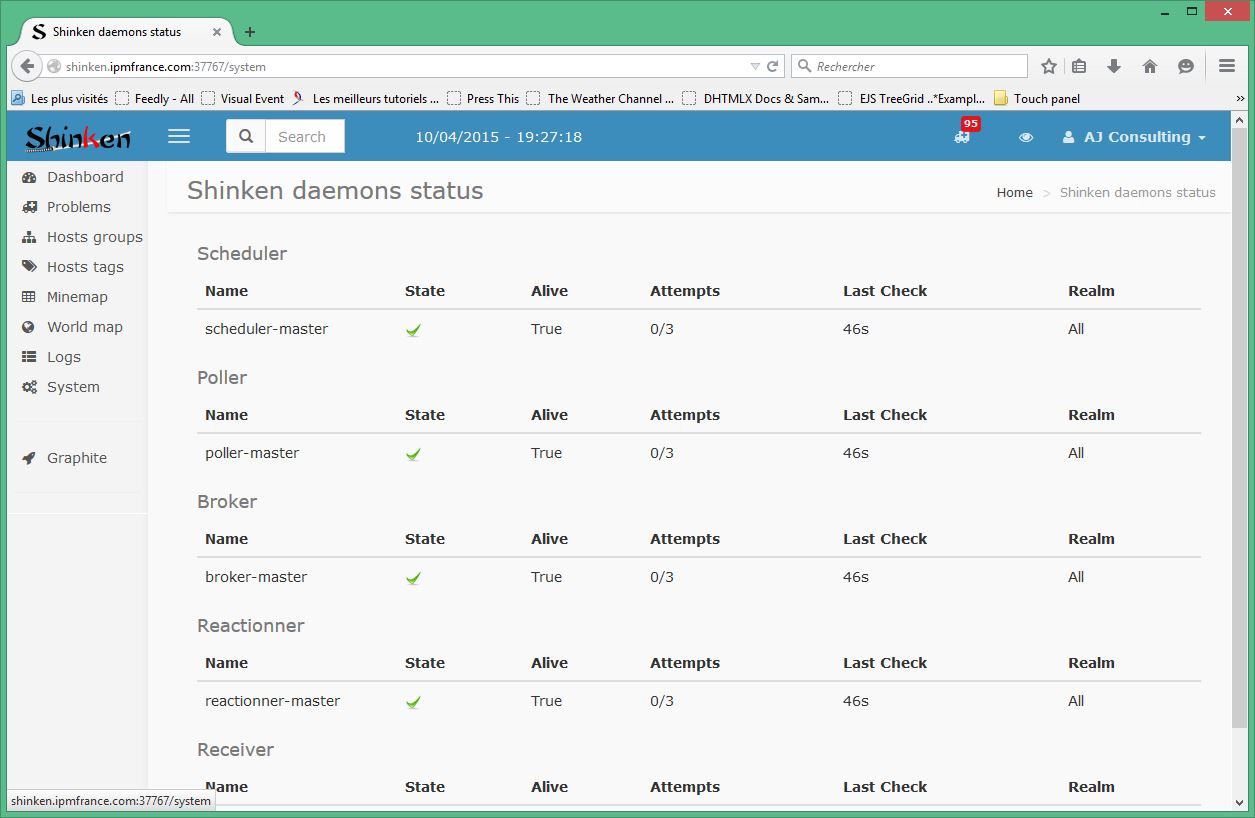 Shinken daemons status
shinken.ipmfrance.com:37767/system
Rechercher
Les plus visités Feedly - All Visual Event Les meilleurs tutoriels ... Press This The Weather Channel ... DHTMLX Docs & Sam... EJS TreeGrid ..*Exampl... Touch panel »
Shinken Search 10/04/2015 - 19:27:18 95 AJ Consulting
Dashboard
Problems
Hosts groups
Hosts tags
Minemap
World map
Logs
System
Graphite
Shinken daemons status
Home > Shinken daemons status
Scheduler
Name State Alive Attempts Last Check Realm
scheduler-master True 0/3 46s All
Poller
Name State Alive Attempts Last Check Realm
poller-master True 0/3 46s All
Broker
Name State Alive Attempts Last Check Realm
broker-master True 0/3 46s All
Reactionner
Name State Alive Attempts Last Check Realm
reactionner-master True 0/3 46s All
Receiver
Name State Alive Attempts Last Check Realm
shinken.ipmfrance.com:37767/system